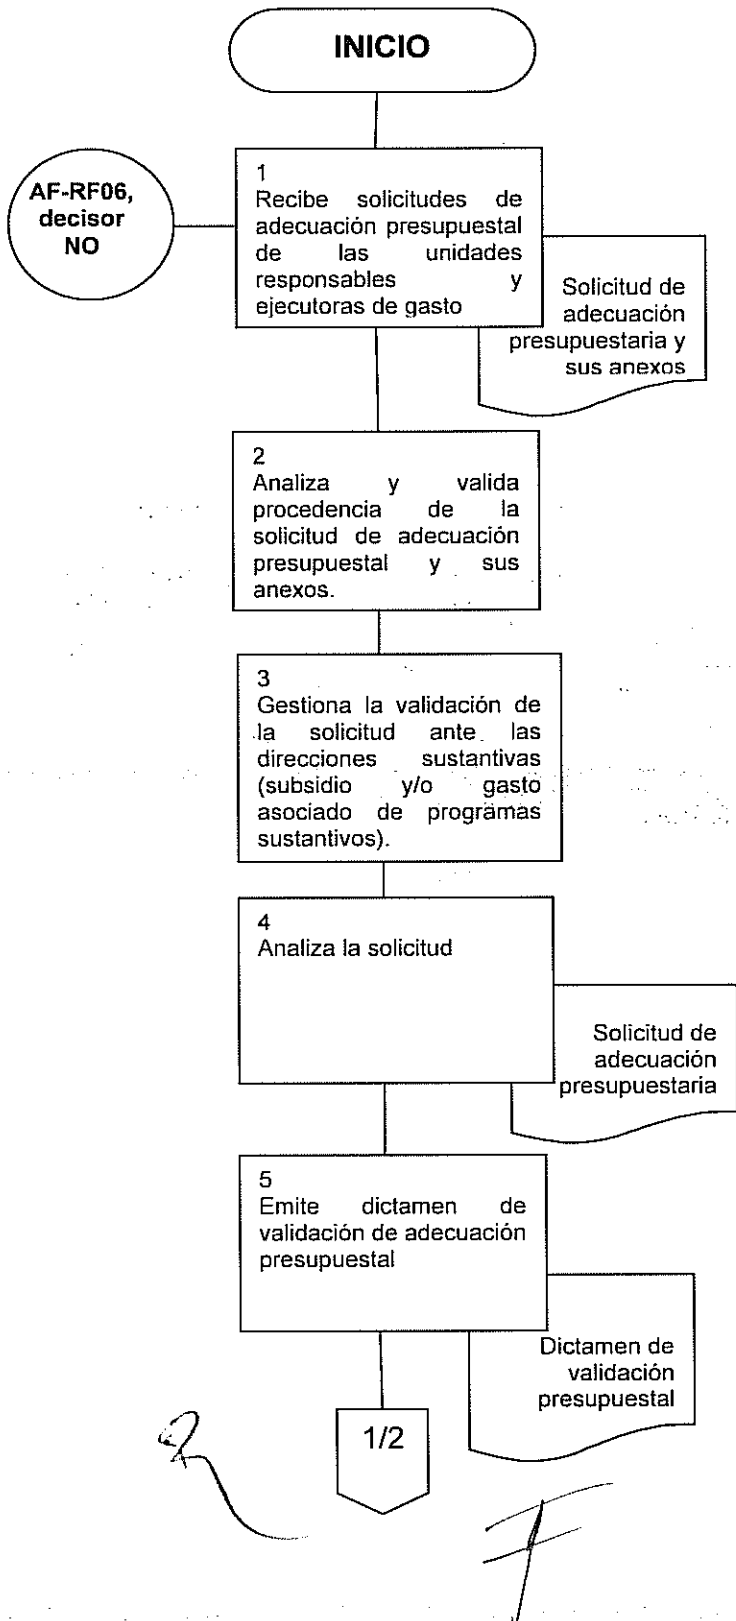 INICIO
AF-RF06,
decisor
NO
1
Recibe solicitudes de
adecuación presupuestal
de las unidades
responsables y
ejecutoras de gasto
Solicitud de
adecuación
presupuestaria y
sus anexos
2
Analiza y valida
procedencia de la
solicitud de adecuación
presupuestal y sus
anexos.
3
Gestiona la validación de
la solicitud ante las
direcciones sustantivas
(subsidio y/o gasto
asociado de programas
sustantivos).
4
Analiza la solicitud
Solicitud de
adecuación
presupuestaria
5
Emite dictamen de
validación de adecuación
presupuestal
Dictamen de
validación
presupuestal
1/2